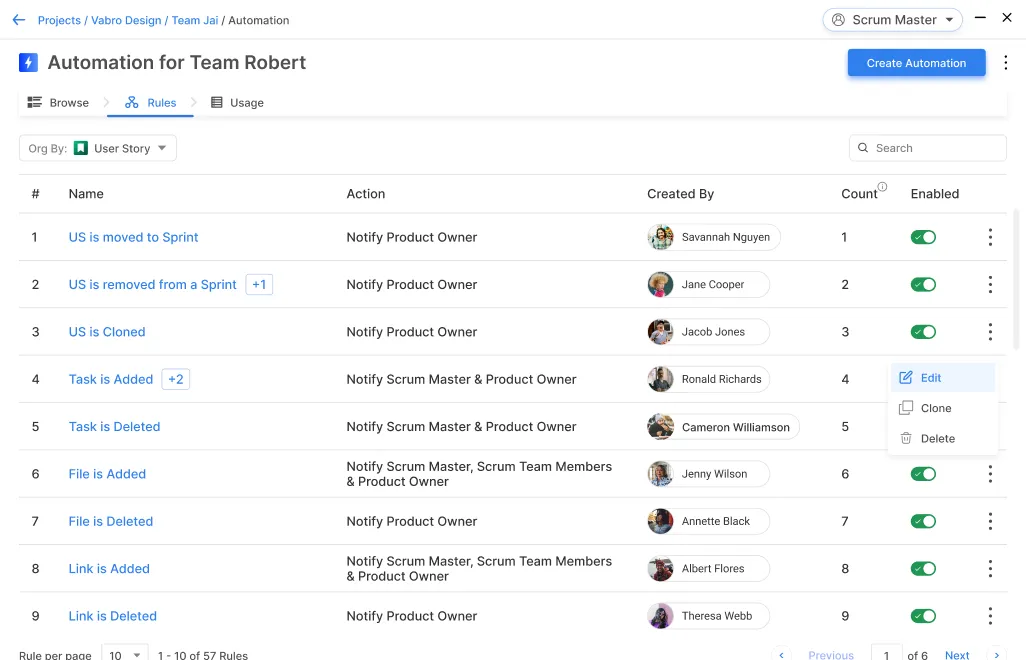 Projects / Vabro Design / Team Jai / Automation
Scrum Master
Automation for Team Robert
Create Automation
Browse
Rules
Usage
Org By: User Story
Search
# Name Action Created By Count Enabled
1 US is moved to Sprint Notify Product Owner Savannah Nguyen 1
2 US is removed from a Sprint +1 Notify Product Owner Jane Cooper 2
3 US is Cloned Notify Product Owner Jacob Jones 3
4 Task is Added +2 Notify Scrum Master & Product Owner Ronald Richards 4
Edit
Clone
Delete
5 Task is Deleted Notify Scrum Master & Product Owner Cameron Williamson 5
6 File is Added Notify Scrum Master, Scrum Team Members
& Product Owner Jenny Wilson 6
7 File is Deleted Notify Product Owner Annette Black 7
8 Link is Added Notify Scrum Master, Scrum Team Members
& Product Owner Albert Flores 8
9 Link is Deleted Notify Product Owner Theresa Webb 9
Rule per page 10 1 - 10 of 57 Rules Previous 1 of 6 Next